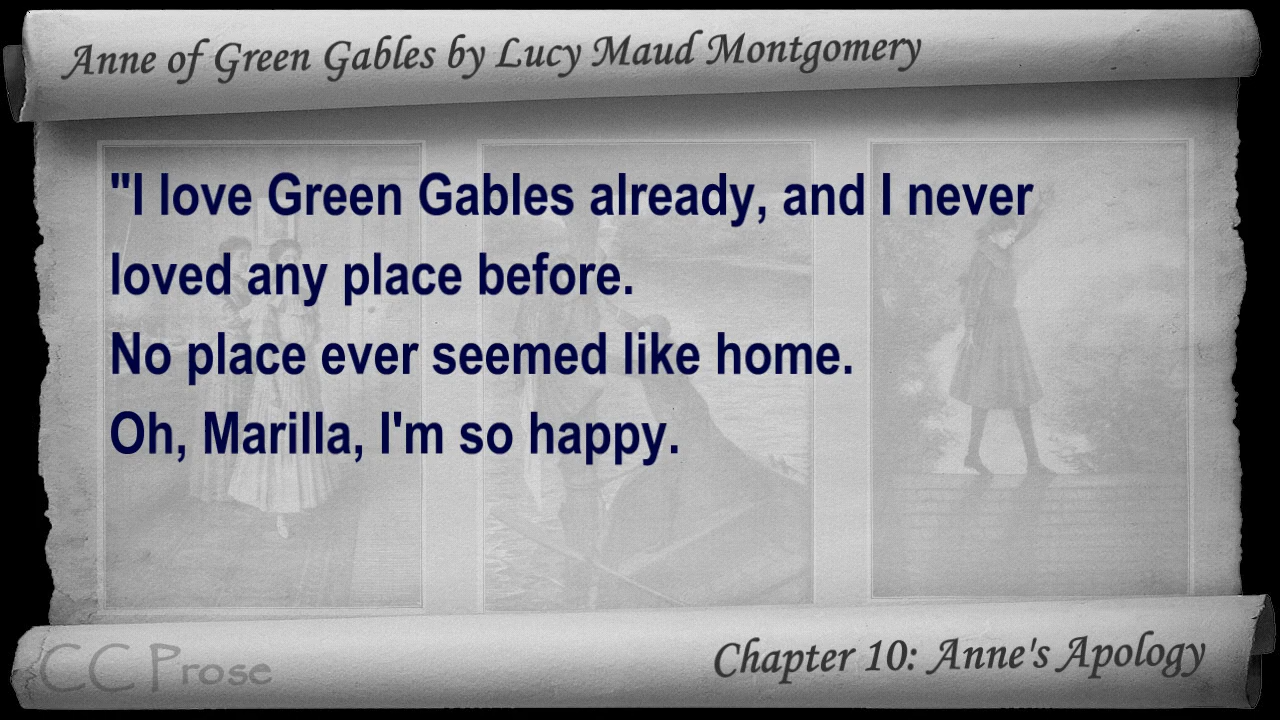 Anne of Green Gables by Lucy Maud Montgomery
"I love Green Gables already, and I never
loved any place before.
No place ever seemed like home.
Oh, Marilla, I'm so happy.
CC Prose
Chapter 10: Anne's Apology